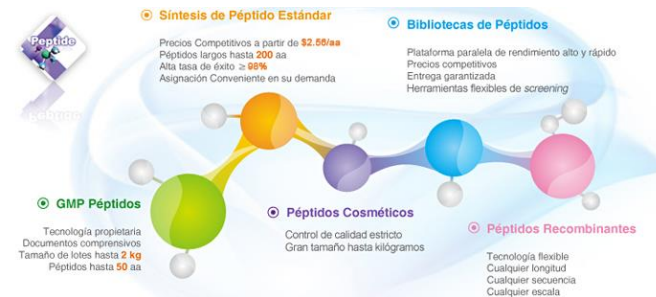 Peptide
Síntesis de Péptido Estándar
Precios Competitivos a partir de $2.56/aa
Péptidos largos hasta 200 aa
Alta tasa de éxito ≥ 98%
Asignación Conveniente en su demanda
Bibliotecas de Péptidos
Plataforma paralela de rendimiento alto y rápido
Precios competitivos
Entrega garantizada
Herramientas flexibles de screening
GMP Péptidos
Tecnología propietaria
Documentos comprensivos
Tamaño de lotes hasta 2 kg
Péptidos hasta 50 aa
Péptidos Cosméticos
Control de calidad estricto
Gran tamaño hasta kilógramos
Péptidos Recombinantes
Tecnología flexible
Cualquier longitud
Cualquier secuencia
Cualquier escala